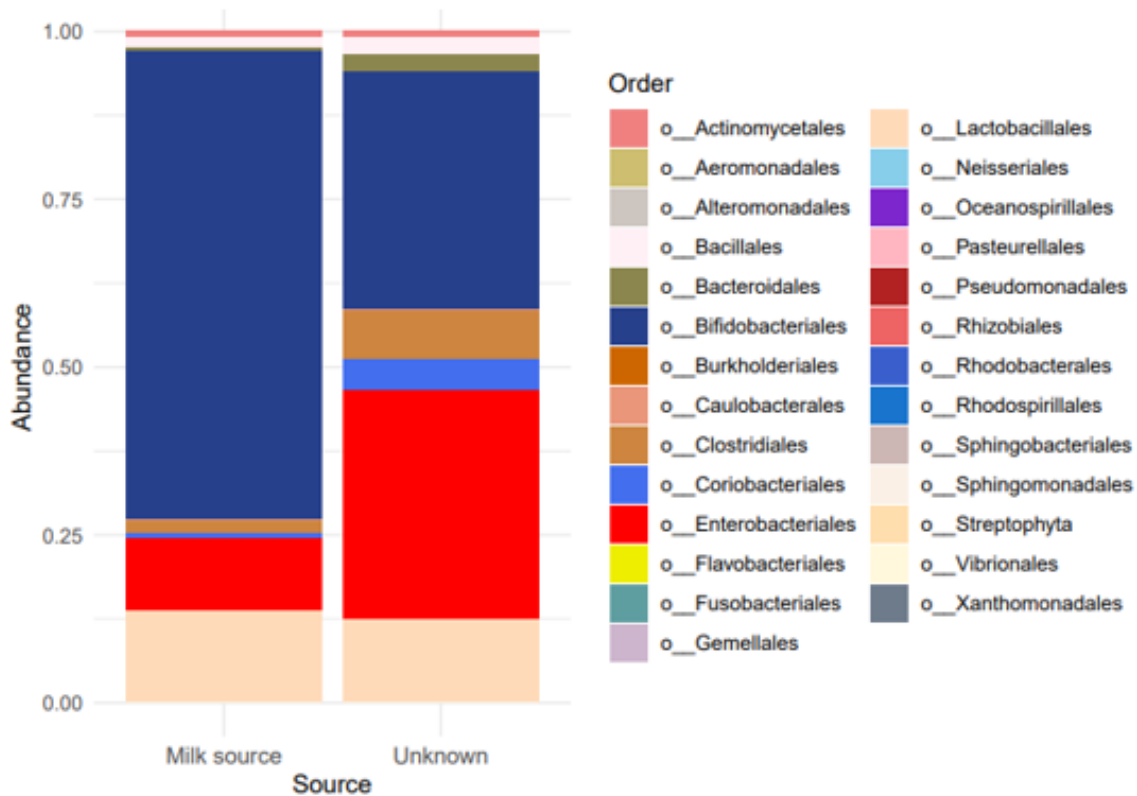 1.00
0.75
0.50
0.25
0.00
Abundance
Milk source
Unknown
Source
Order
o__Actinomycetales
o__Aeromonadales
o__Alteromonadales
o__Bacillales
o__Bacteroidales
o__Bifidobacteriales
o__Burkholderiales
o__Caulobacterales
o__Clostridiales
o__Coriobacteriales
o__Enterobacteriales
o__Flavobacteriales
o__Fusobacteriales
o__Gemellales
o__Lactobacillales
o__Neisseriales
o__Oceanospirillales
o__Pasteurellales
o__Pseudomonadales
o__Rhizobiales
o__Rhodobacterales
o__Rhodospirillales
o__Sphingobacteriales
o__Sphingomonadales
o__Streptophyta
o__Vibrionales
o__Xanthomonadales